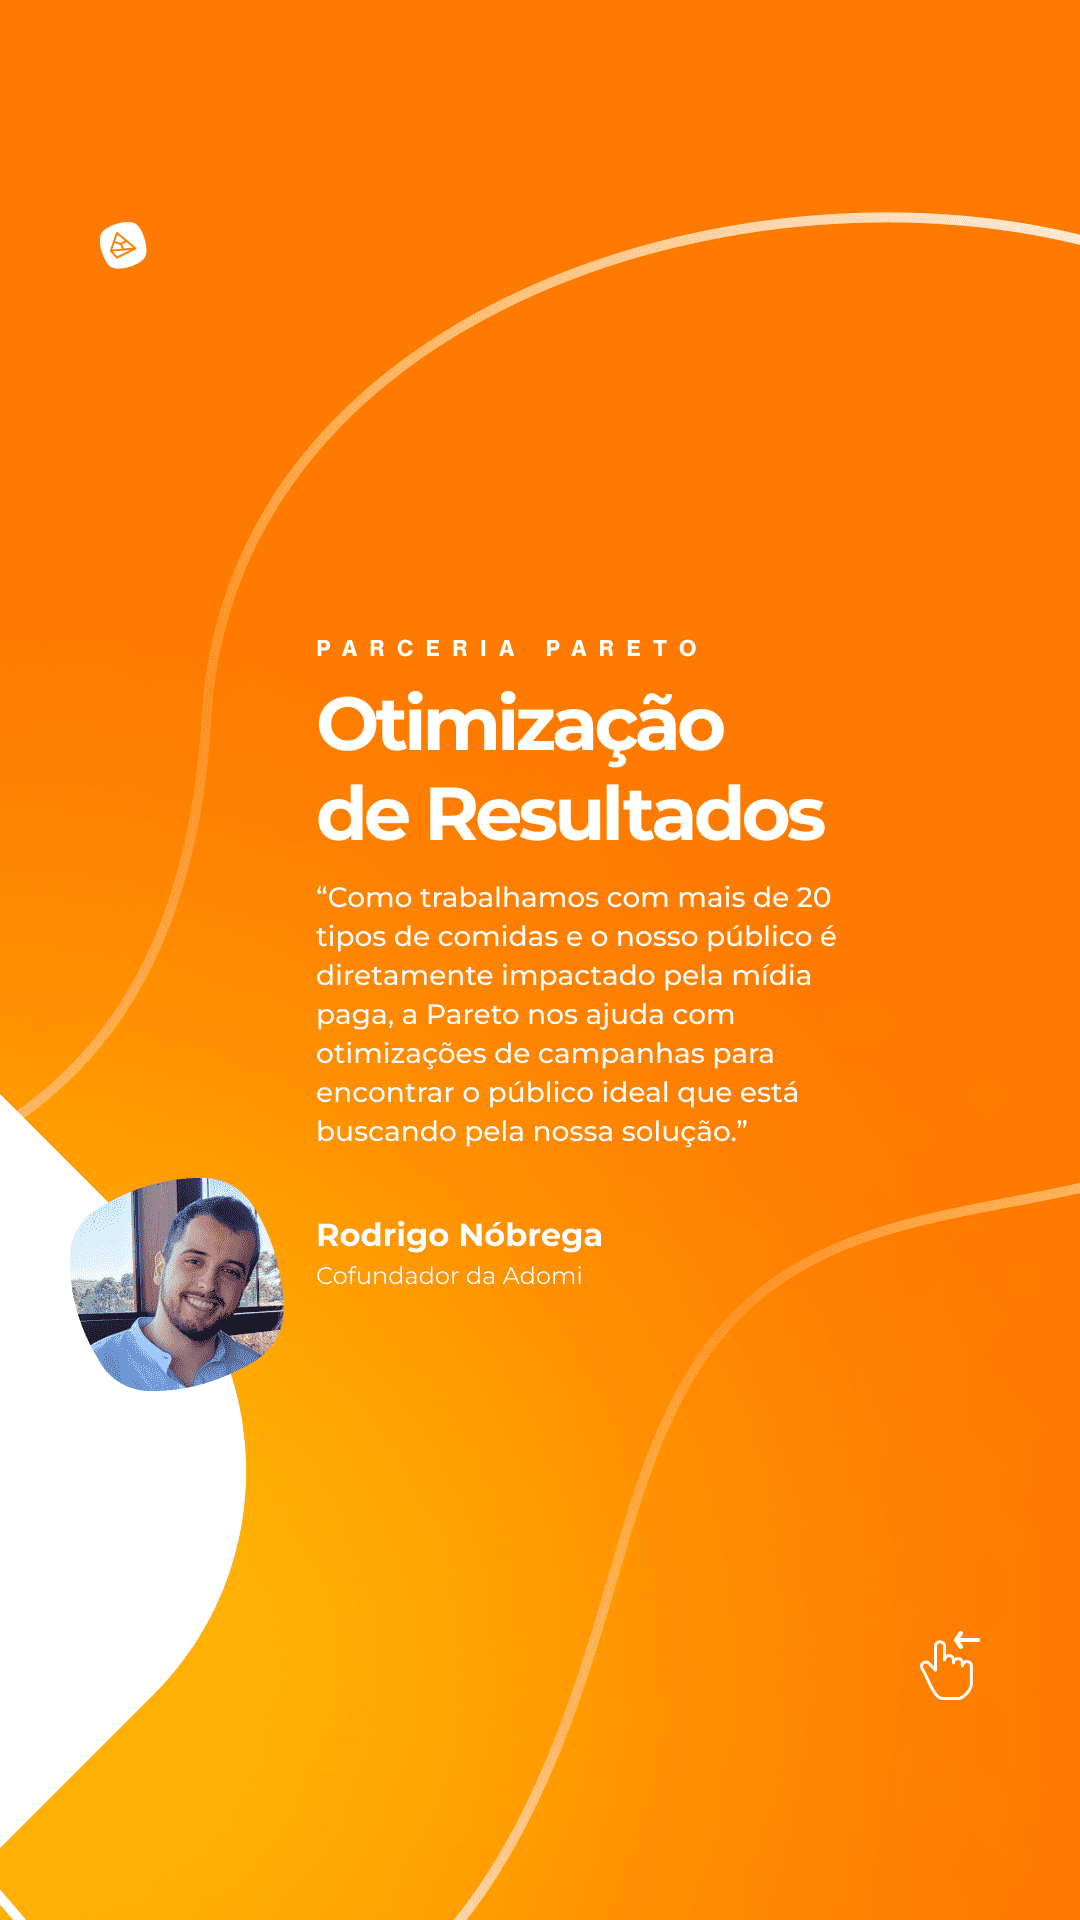 PARCERIA PARETO
Otimização
de Resultados
“Como trabalhamos com mais de 20
tipos de comidas e o nosso público é
diretamente impactado pela mídia
paga, a Pareto nos ajuda com
otimizações de campanhas para
encontrar o público ideal que está
buscando pela nossa solução.”
Rodrigo Nóbrega
Cofundador da Adomi